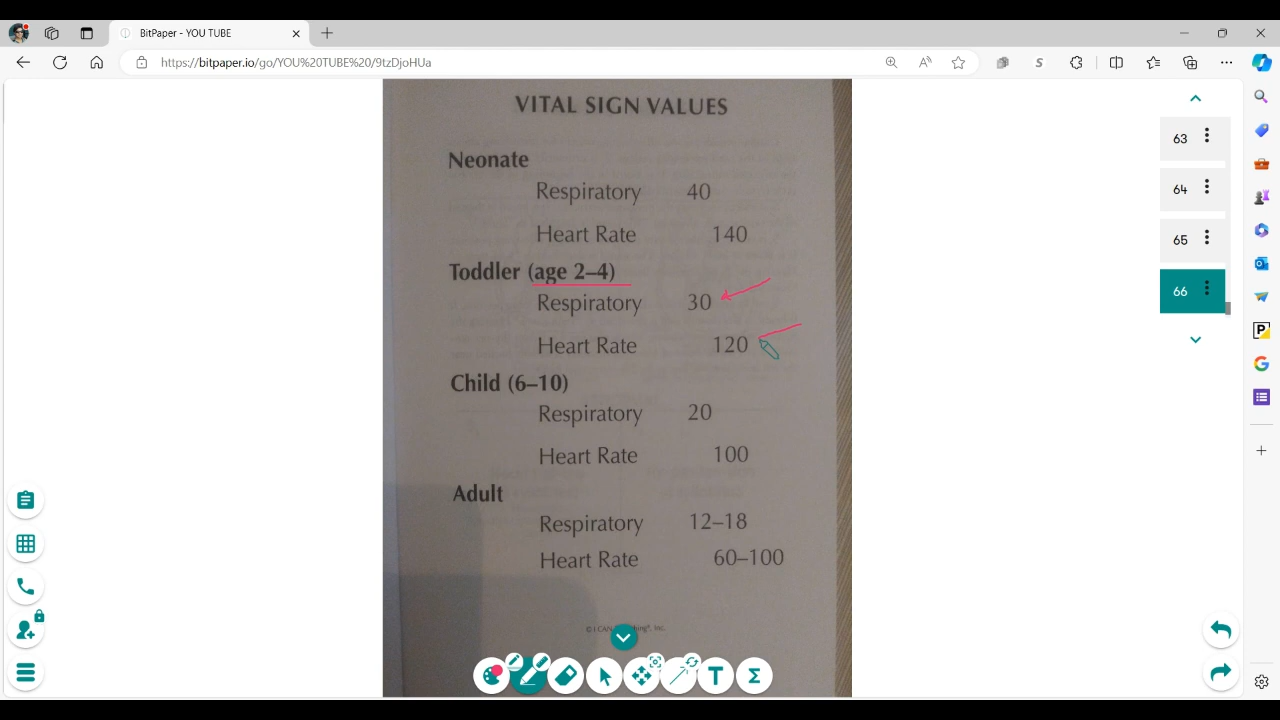 BitPaper - YOU TUBE
https://bitpaper.io/go/YOU%20TUBE%20/9tzDjoHUa
VITAL SIGN VALUES
Neonate
Respiratory 40
Heart Rate 140
Toddler (age 2–4)
Respiratory 30
Heart Rate 120
Child (6–10)
Respiratory 20
Heart Rate 100
Adult
Respiratory 12–18
Heart Rate 60–100
© I CAN
Inc.
63
64
65
66